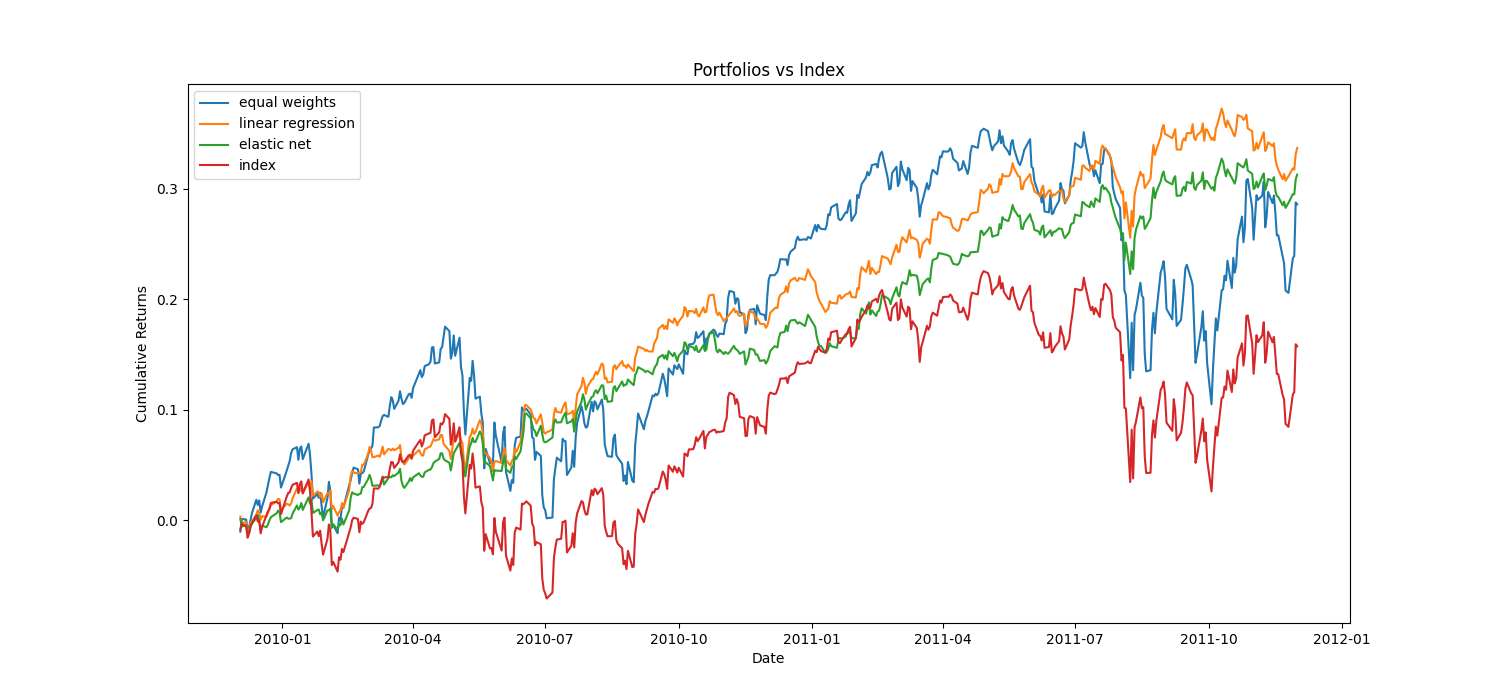 Portfolios vs Index
equal weights
linear regression
elastic net
index
Cumulative Returns
0.3
0.2
0.1
0.0
2010-01 2010-04 2010-07 2010-10 2011-01 2011-04 2011-07 2011-10 2012-01
Date